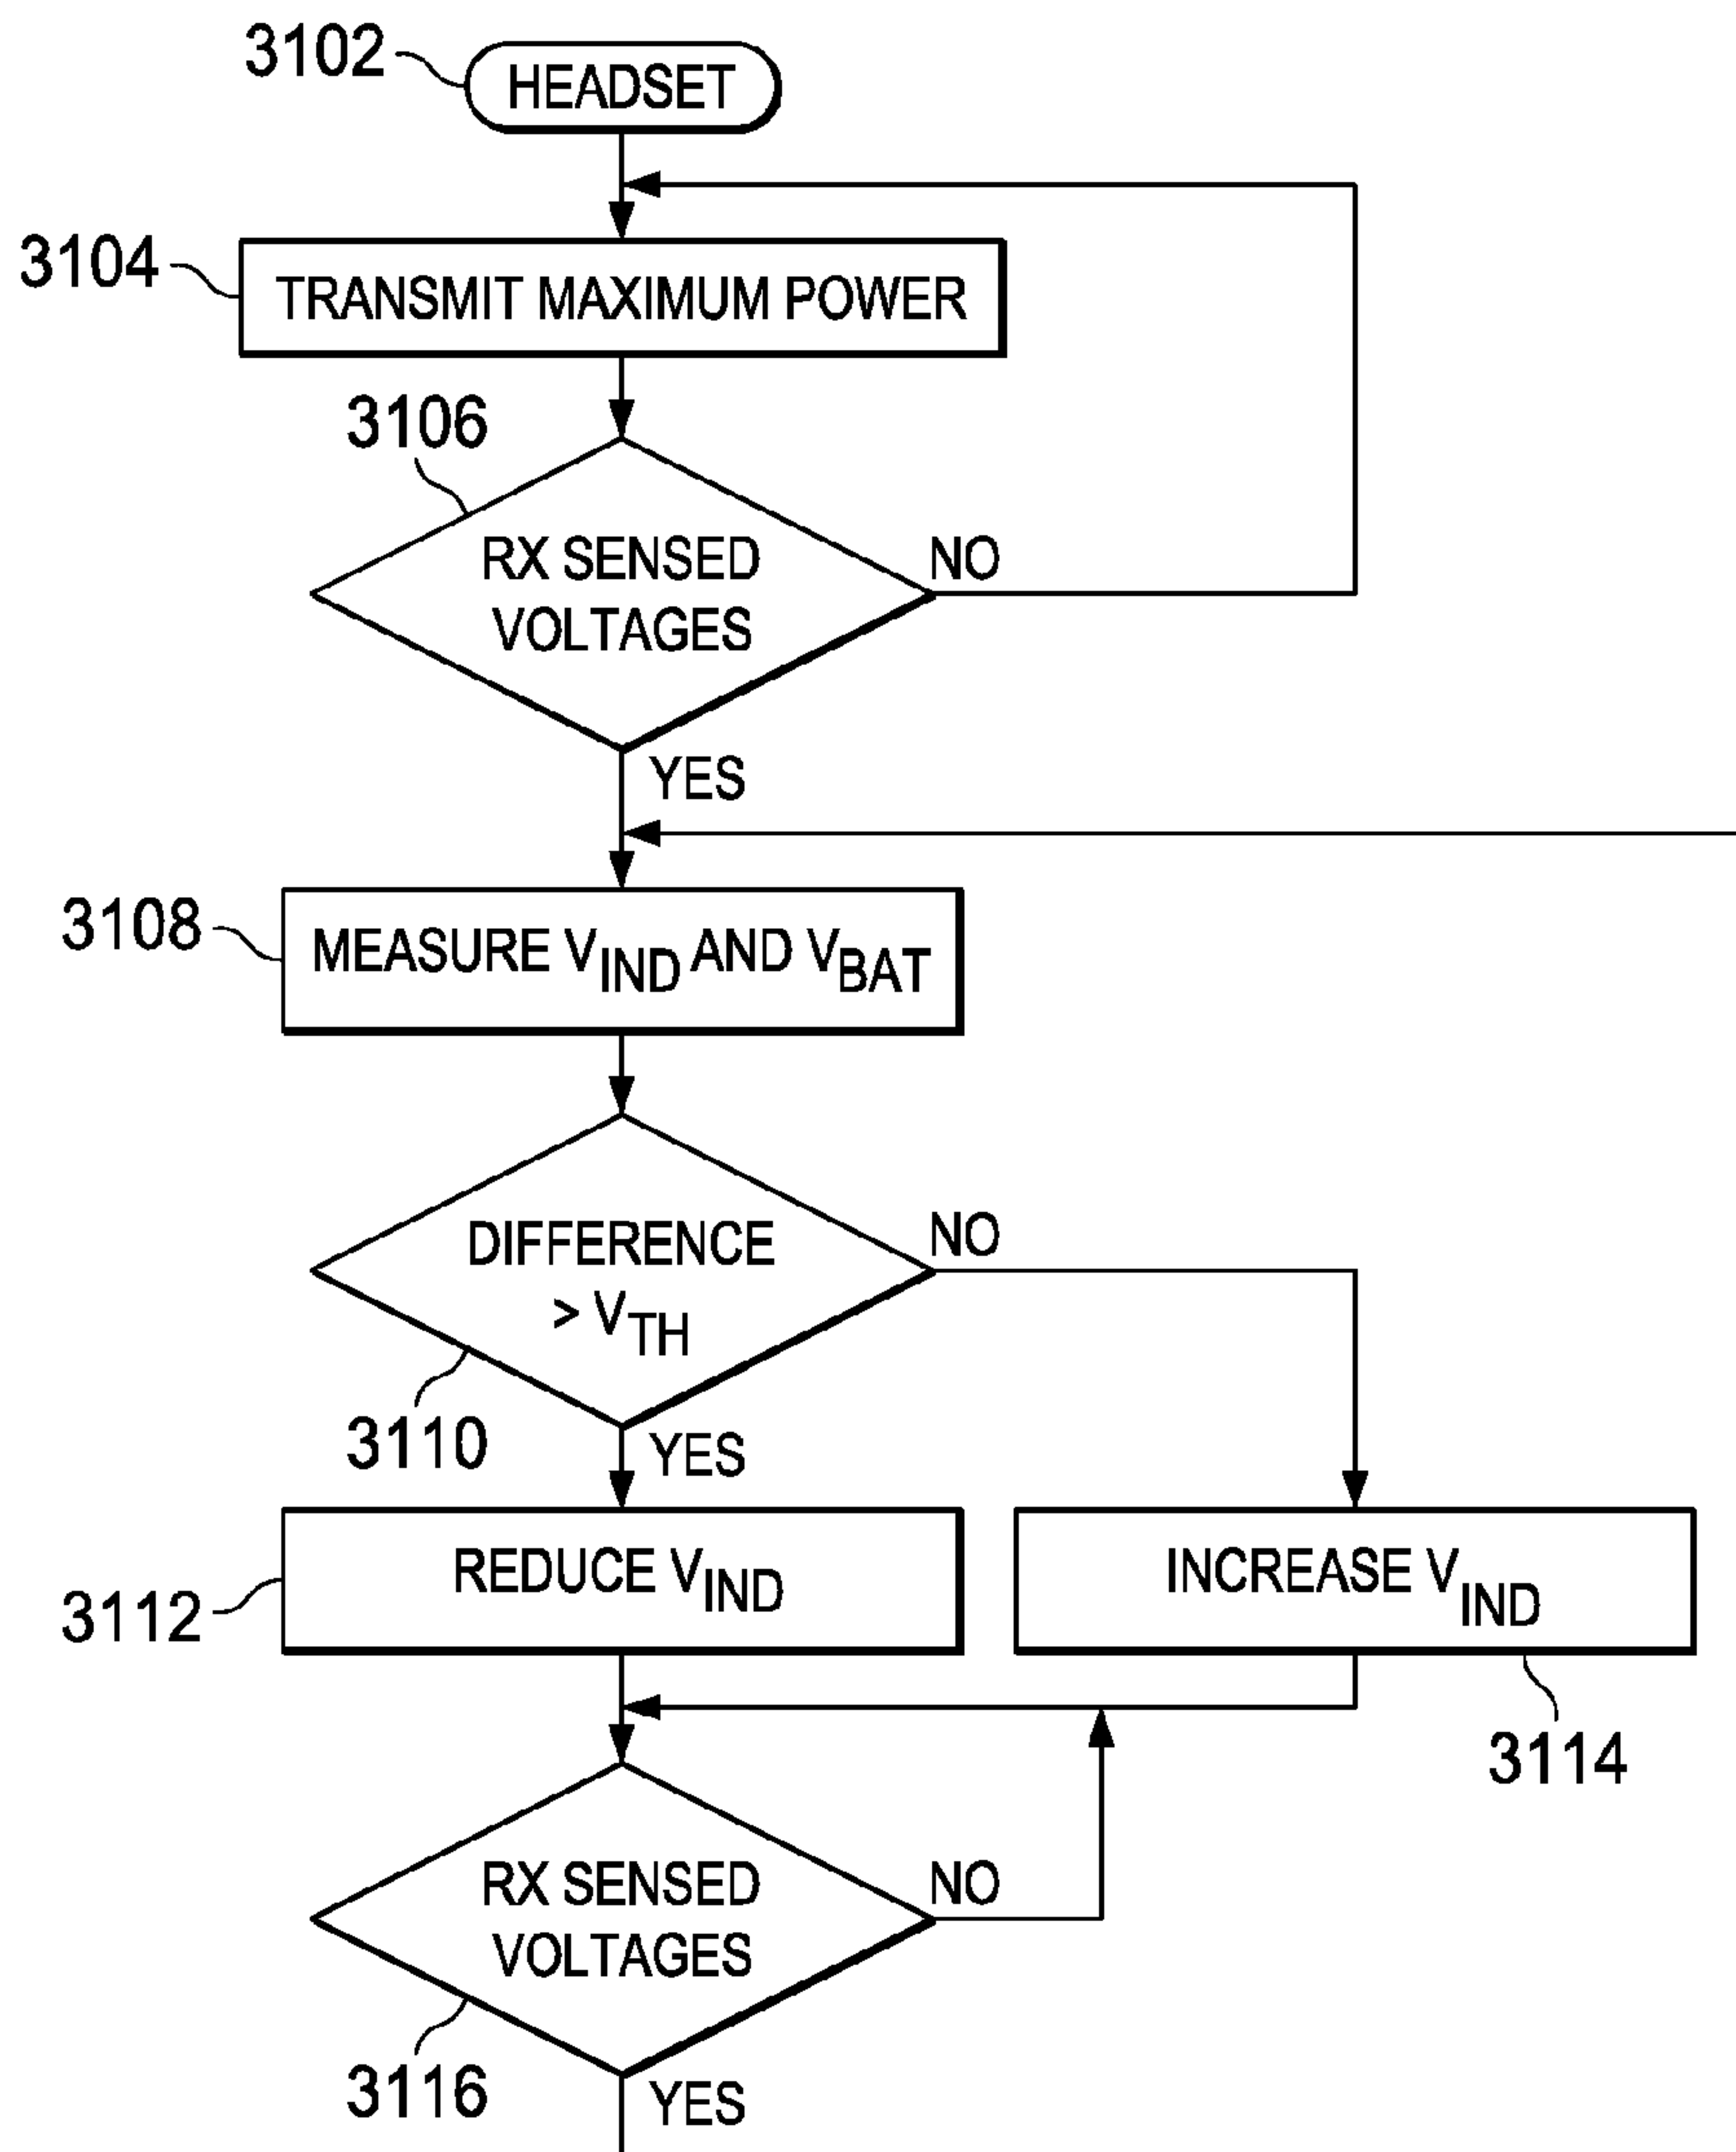 3102
HEADSET
3104
TRANSMIT MAXIMUM POWER
3106
RX SENSED
VOLTAGES
NO
YES
3108
MEASURE VIND AND VBAT
DIFFERENCE
> VTH
NO
3110
YES
REDUCE VIND
INCREASE VIND
3112
3114
RX SENSED
VOLTAGES
NO
3116
YES